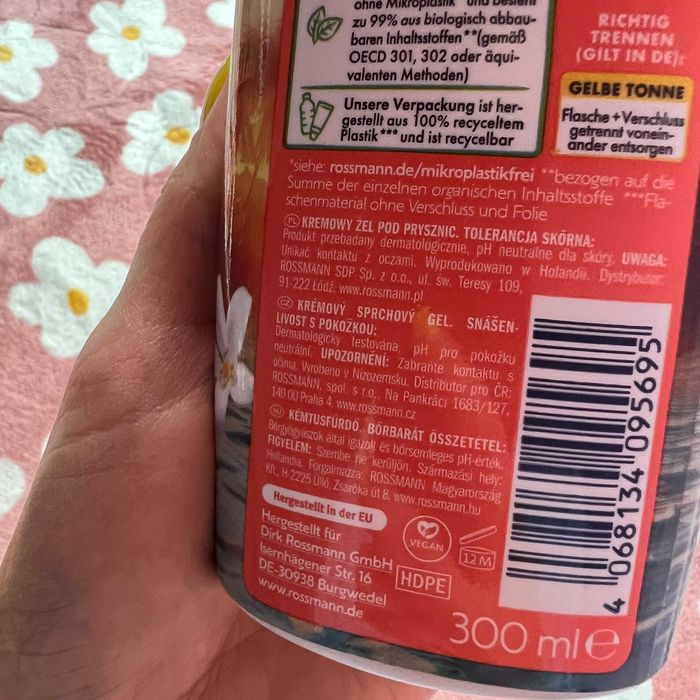 ohne Mikroplastik* und besteht
zu 99% aus biologisch abbau-
baren Inhaltsstoffen**(gemäß
OECD 301, 302 oder äqui-
valenten Methoden)
Unsere Verpackung ist her-
gestellt aus 100% recyceltem
Plastik*** und ist recyclebar
RICHTIG
TRENNEN
(GILT IN DE):
GELBE TONNE
Flasche + Verschluss
getrennt vonein-
ander entsorgen
*siehe: rossmann.de/mikroplastikfrei **bezogen auf die
Summe der einzelnen organischen Inhaltsstoffe ***Fla-
schenmaterial ohne Verschluss und Folie
PL KREMOWY ŻEL POD PRYSZNIC. TOLERANCJA SKÓRNA:
Produkt przebadany dermatologicznie, pH neutralne dla skóry. UWAGA:
Unikać kontaktu z oczami. Wyprodukowano w Holandii. Dystrybutor:
ROSSMANN SDP Sp. z o.o., ul. św. Teresy 109,
91-222 Łódź. www.rossmann.pl
CZ KRÉMOVÝ SPRCHOVÝ GEL. SNÁŠEN-
LIVOST S POKOŽKOU:
Dermatologicky testována, pH pro pokožku
neutrální. UPOZORNĚNÍ: Zabraňte kontaktu s
očima. Vyrobeno v Nizozemsku. Distributor pro ČR:
ROSSMANN, spol. s r.o., Na Pankráci 1683/127,
140 00 Praha 4. www.rossmann.cz
HU KÉMTUSFÜRDŐ. BŐRBARÁT ÖSSZETÉTEL:
Bőrgyógyászok által igazolt és bőrsemleges pH-érték.
FIGYELEM: Szembe ne kerüljön. Származási hely:
Hollandia. Forgalmazza: ROSSMANN Magyarország
Kft., H-2225 Üllő, Zsaróka út 8. www.rossmann.hu
Hergestellt in der EU
Hergestellt für
Dirk Rossmann GmbH
Isernhägener Str. 16
DE-30938 Burgwedel
www.rossmann.de
VEGAN
12 M
HDPE
300 ml e
4 068134 095695